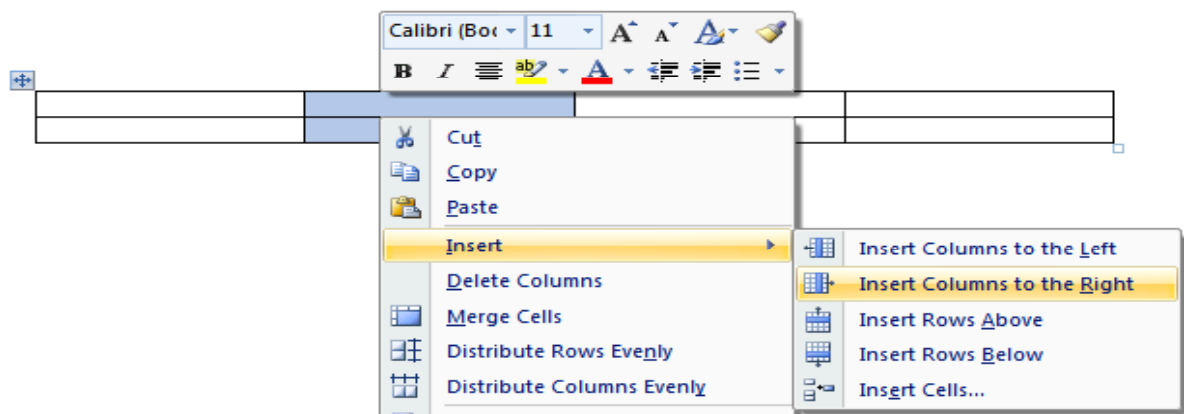 Calibri (Boc 11 A A A
B I ab A
Cut
Copy
Paste
Insert
Delete Columns
Merge Cells
Distribute Rows Evenly
Distribute Columns Evenly
Insert Columns to the Left
Insert Columns to the Right
Insert Rows Above
Insert Rows Below
Insert Cells...